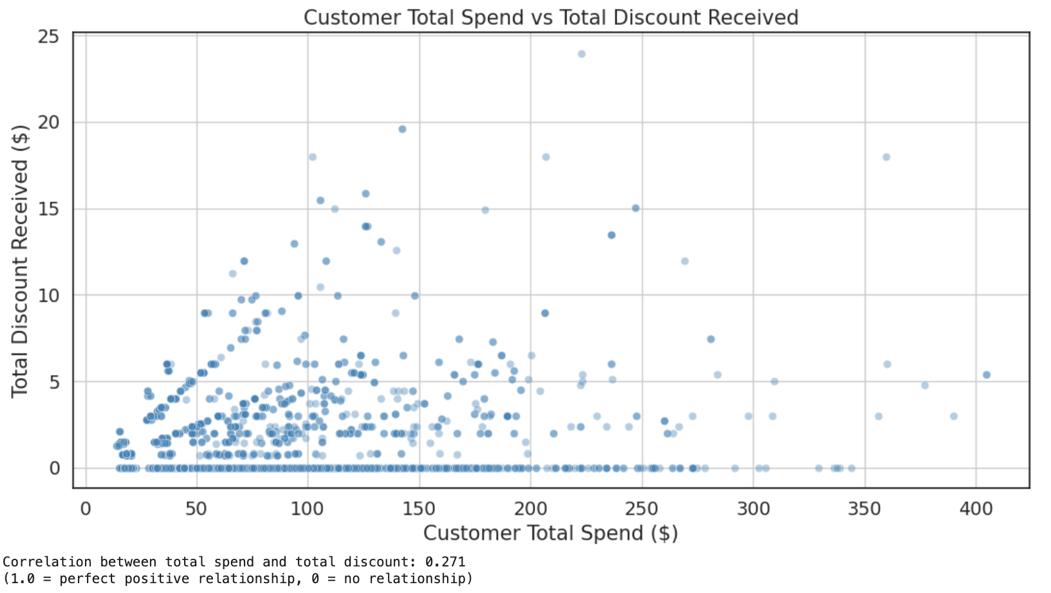 Customer Total Spend vs Total Discount Received
25
20
15
10
5
0
Total Discount Received ($)
0 50 100 150 200 250 300 350 400
Customer Total Spend ($)
Correlation between total spend and total discount: 0.271
(1.0 = perfect positive relationship, 0 = no relationship)